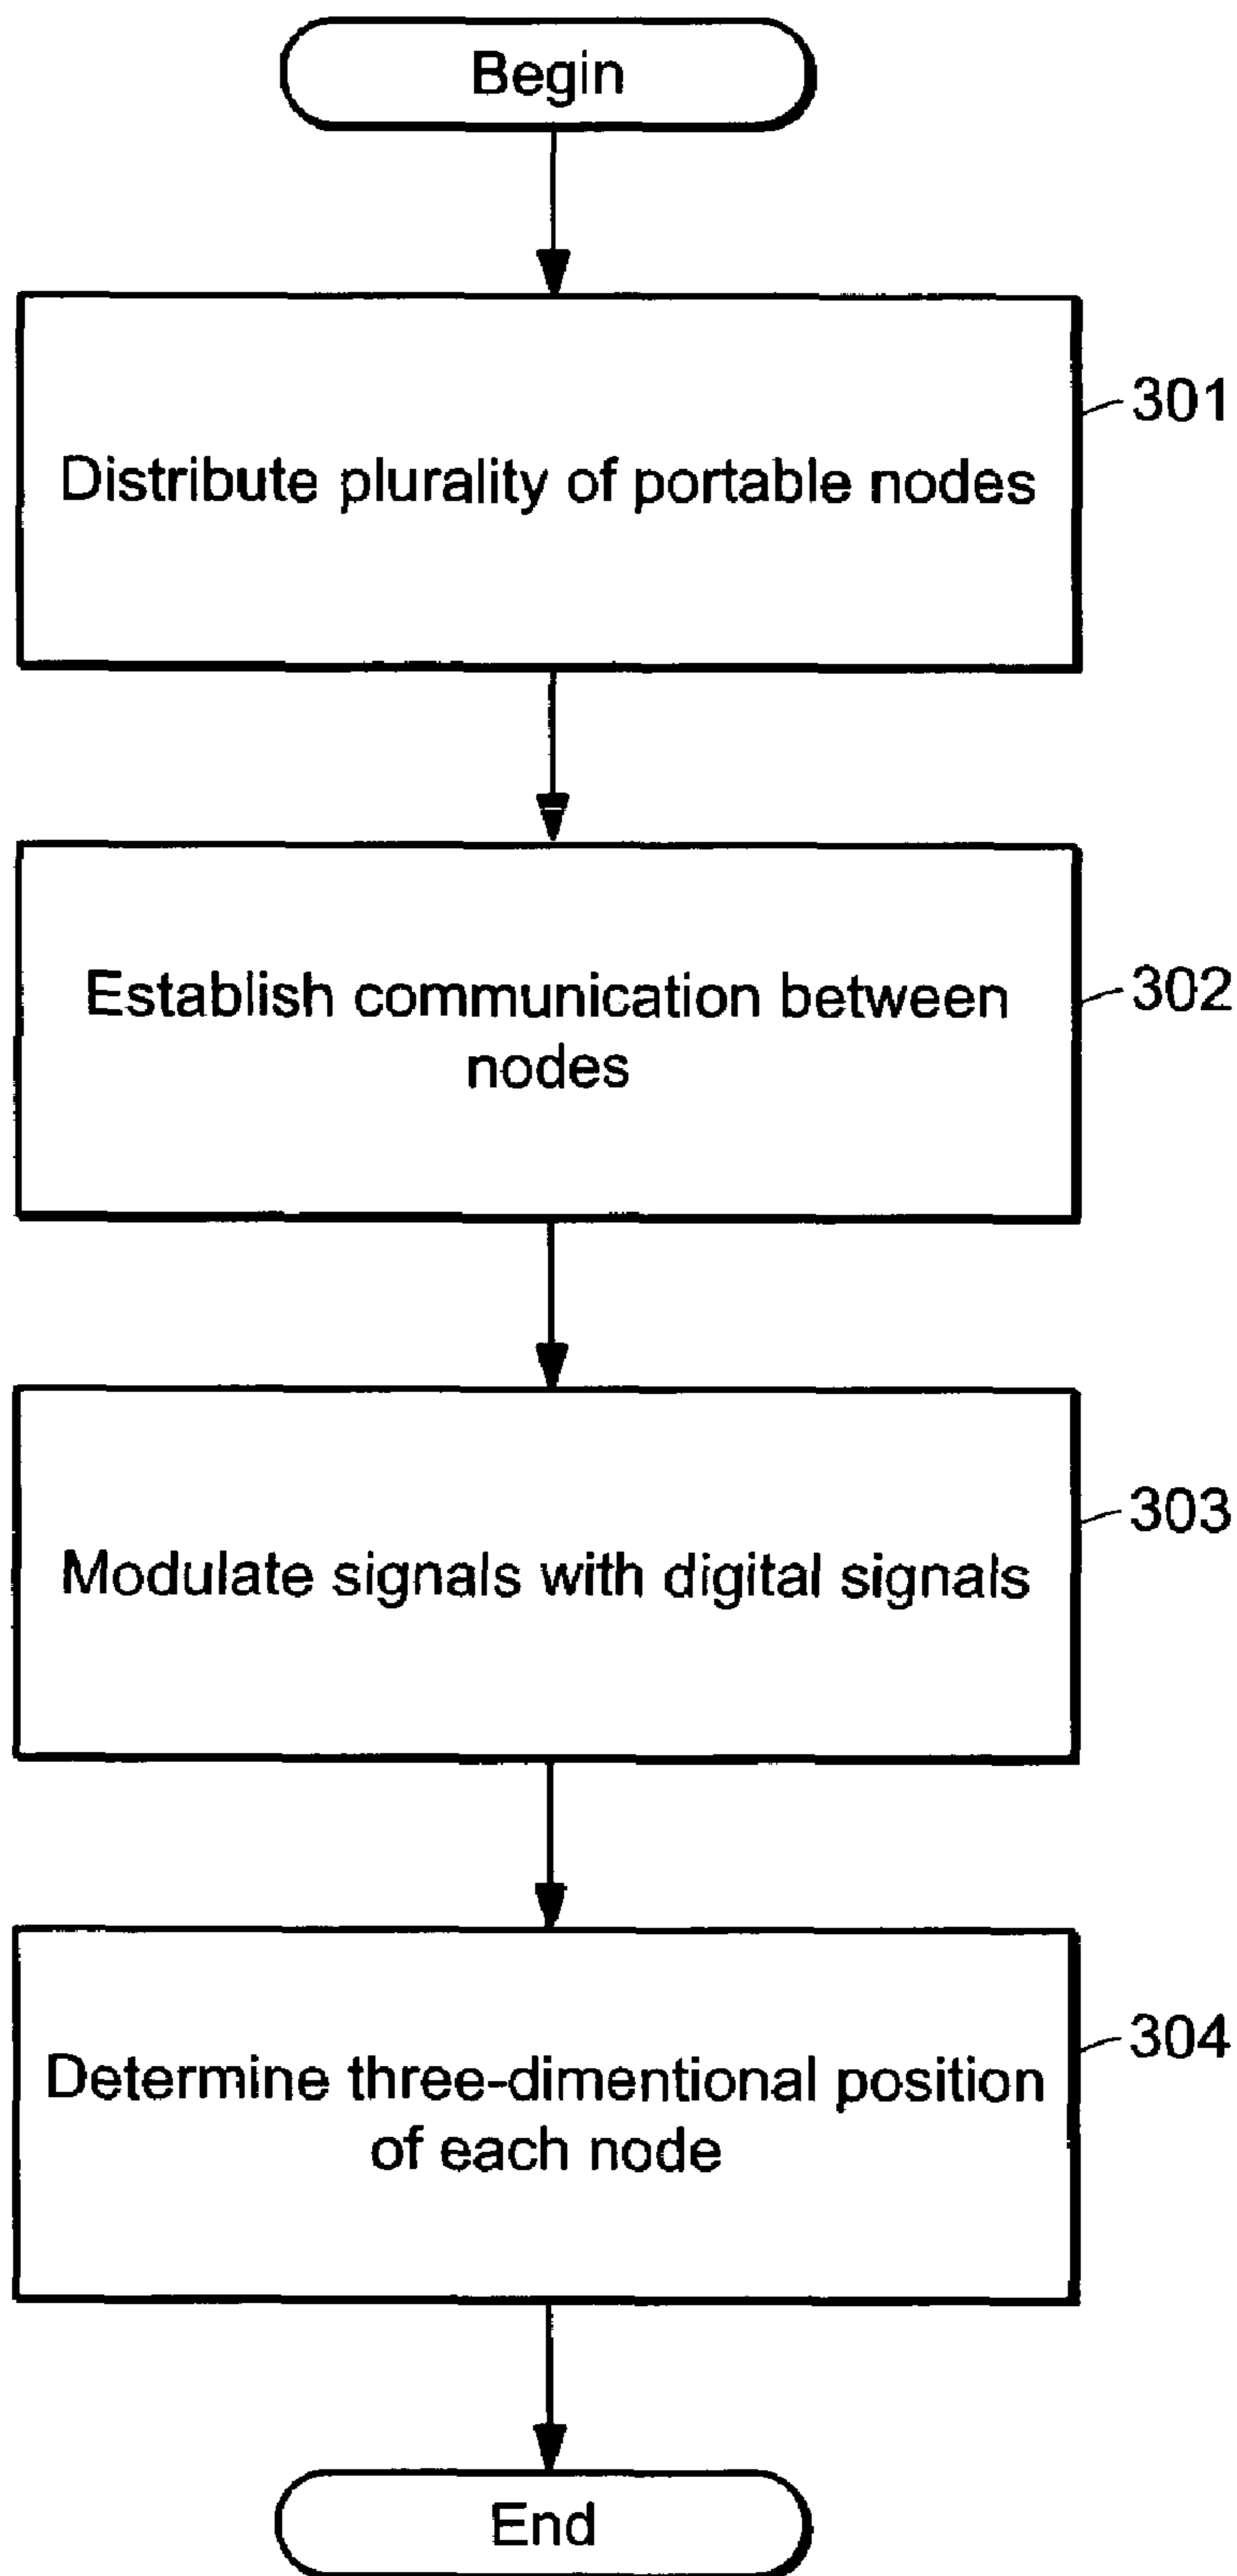 Begin
Distribute plurality of portable nodes
301
Establish communication between
nodes
302
Modulate signals with digital signals
303
Determine three-dimentional position
of each node
304
End